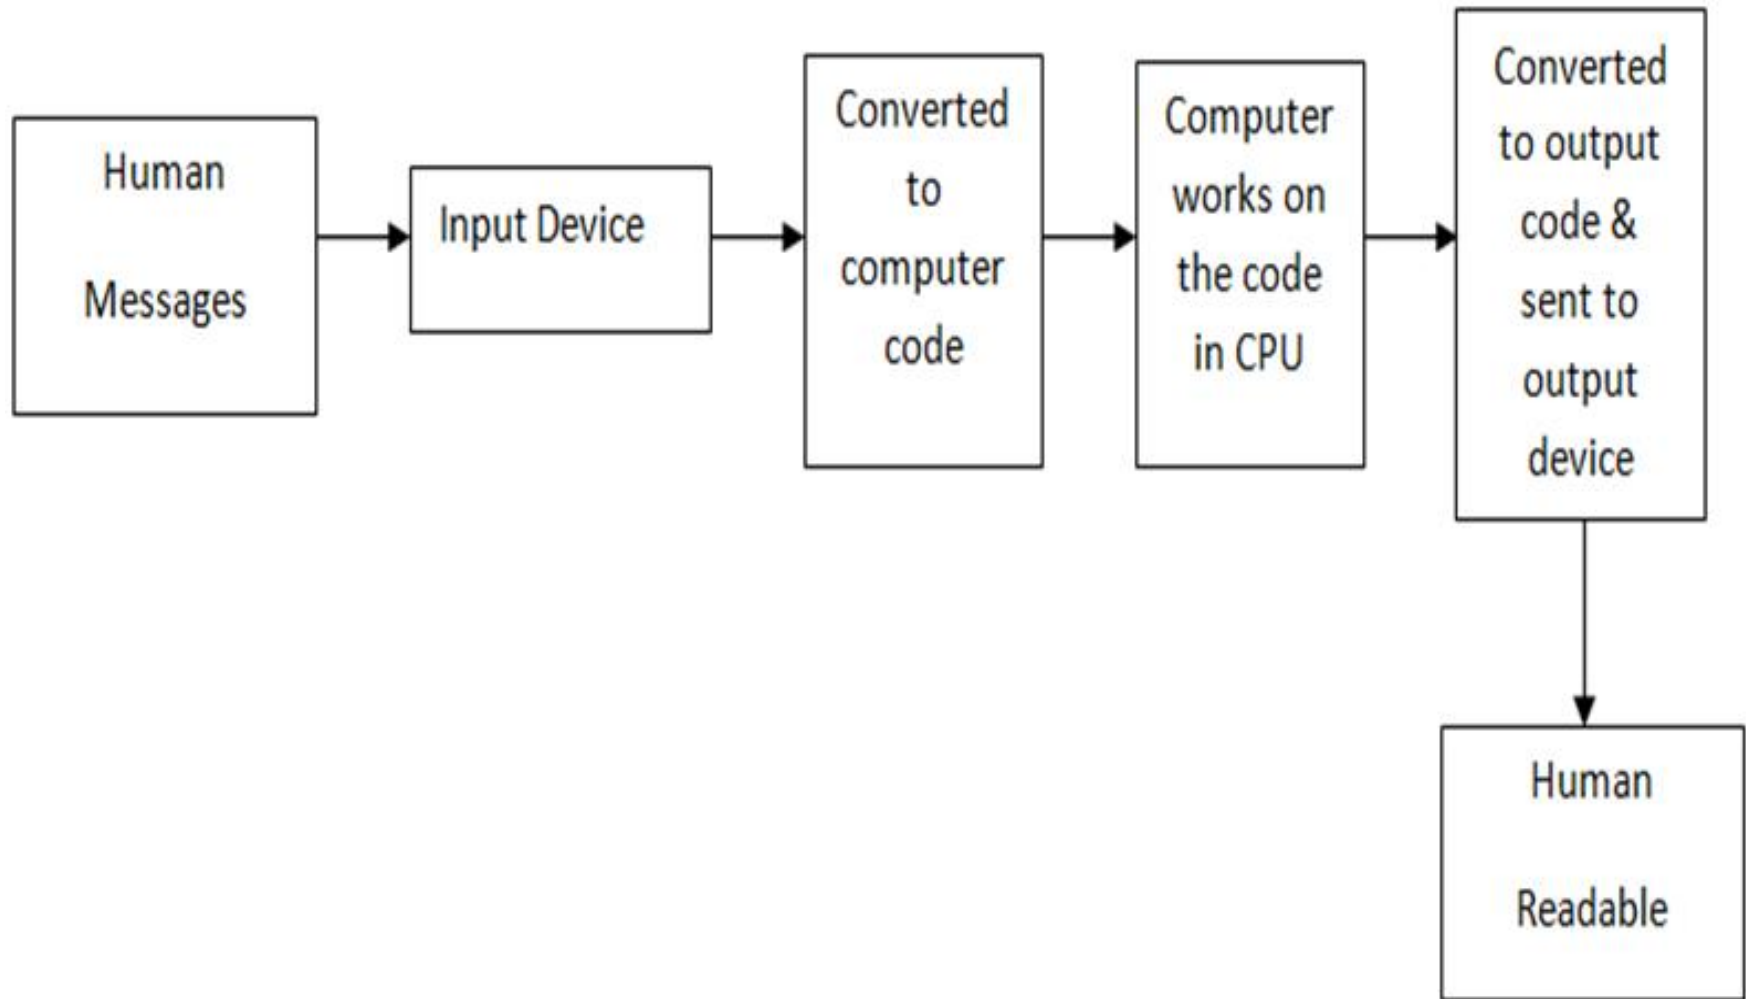 Human
Messages
Input Device
Converted
to
computer
code
Computer
works on
the code
in CPU
Converted
to output
code &
sent to
output
device
Human
Readable